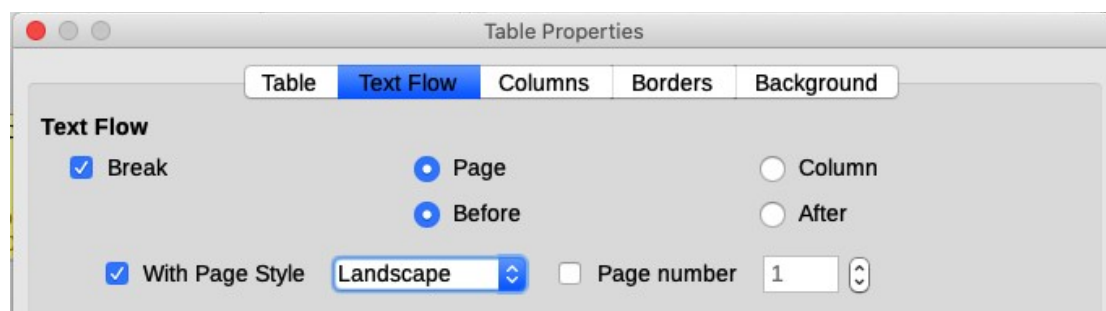 Table Properties
Table Text Flow Columns Borders Background
Text Flow
Break Page Column
Before After
With Page Style Landscape Page number 1